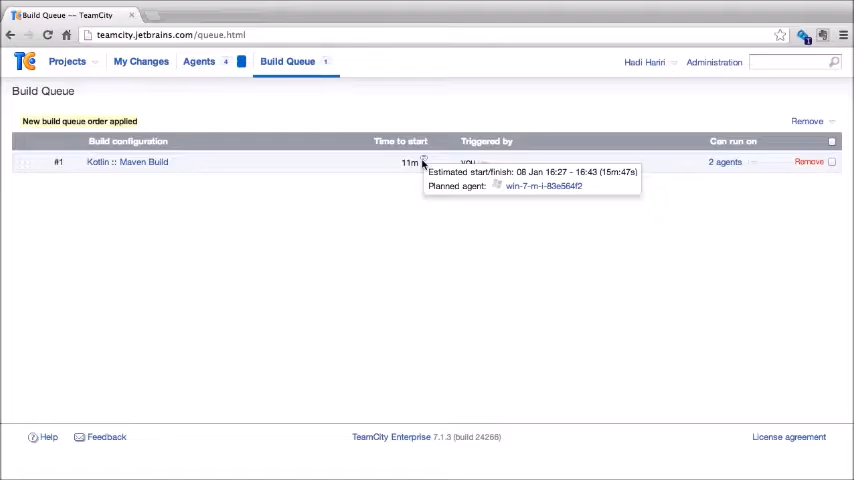 Build Queue -- TeamCity
teamcity.jetbrains.com/queue.html
TC Projects My Changes Agents 4 Build Queue 1 Hadi Hariri Administration
Build Queue
New build queue order applied Remove
Build configuration Time to start Triggered by Can run on
#1 Kotlin :: Maven Build 11m you 2 agents Remove
Estimated start/finish: 08 Jan 16:27 - 16:43 (15m:47s)
Planned agent: win-7-m-i-83e564f2
Help Feedback TeamCity Enterprise 7.1.3 (build 24266) License agreement